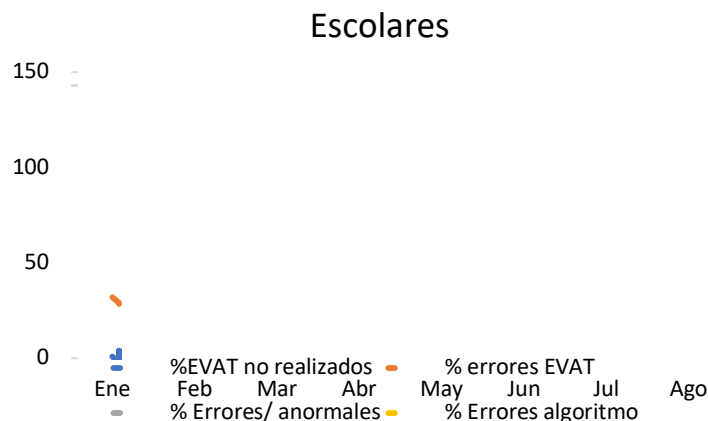 Escolares
150
100
50
0
%EVAT no realizados % errores EVAT
Ene Feb Mar Abr May Jun Jul Ago
% Errores/ anormales % Errores algoritmo